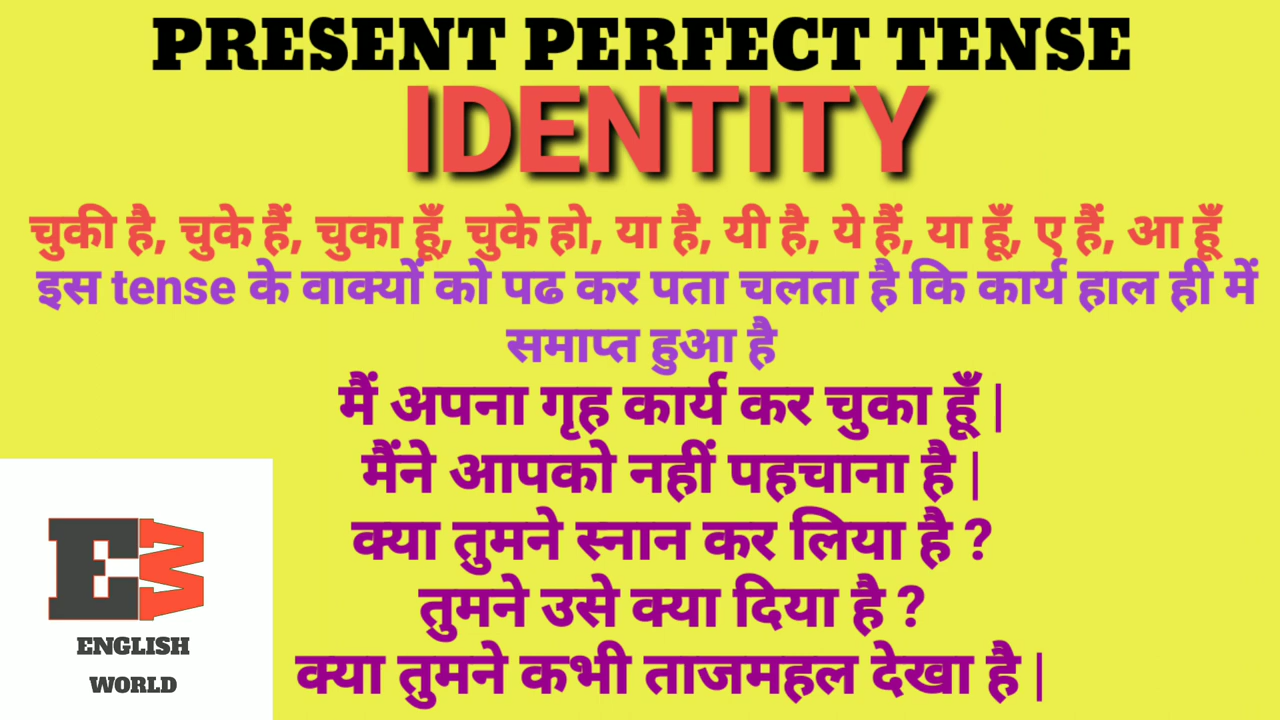 PRESENT PERFECT TENSE
IDENTITY
चुकी है, चुके हैं, चुका हूँ, चुके हो, या है, यी है, ये हैं, या हूँ, ए हैं, आ हूँ
इस tense के वाक्यों को पढ कर पता चलता है कि कार्य हाल ही में
समाप्त हुआ है
मैं अपना गृह कार्य कर चुका हूँ |
मैंने आपको नहीं पहचाना है |
क्या तुमने स्नान कर लिया है ?
तुमने उसे क्या दिया है ?
क्या तुमने कभी ताजमहल देखा है |
EW
ENGLISH
WORLD